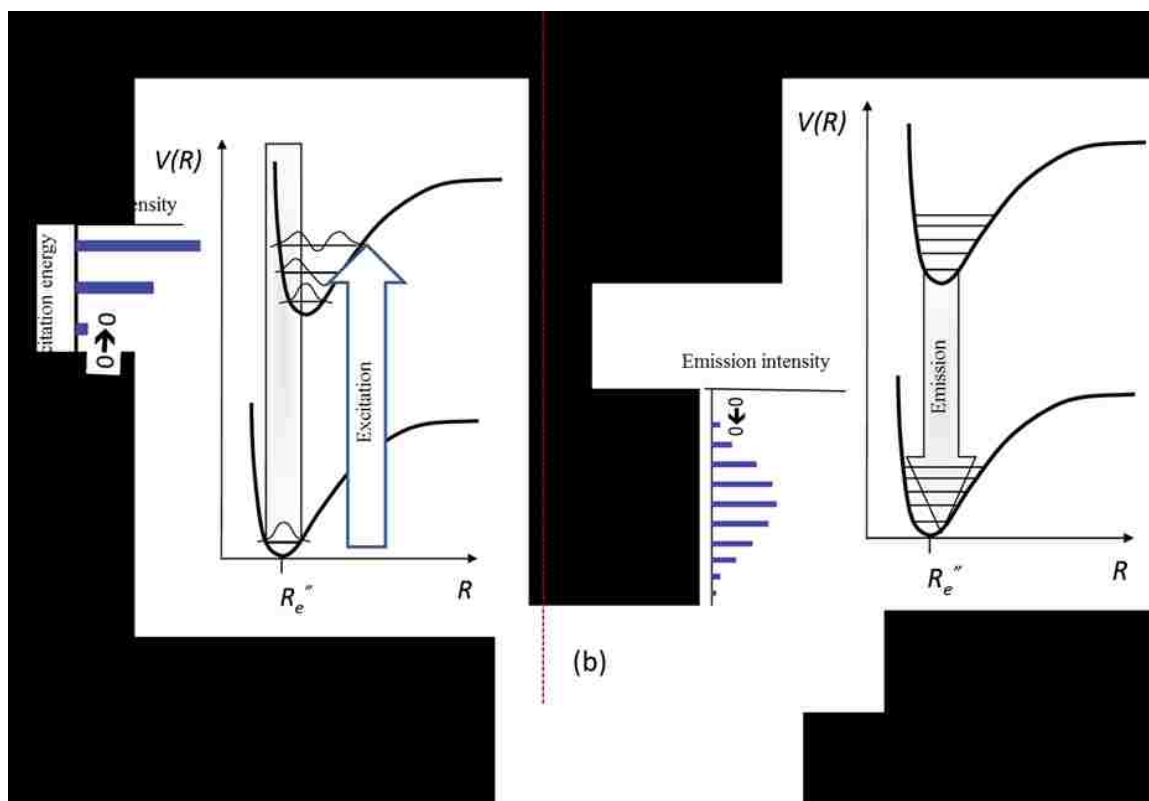 V(R)
ensity
citation energy
0→0
Excitation
R
Rₑ″
V(R)
Emission intensity
0←0
Emission
R
Rₑ″
(b)